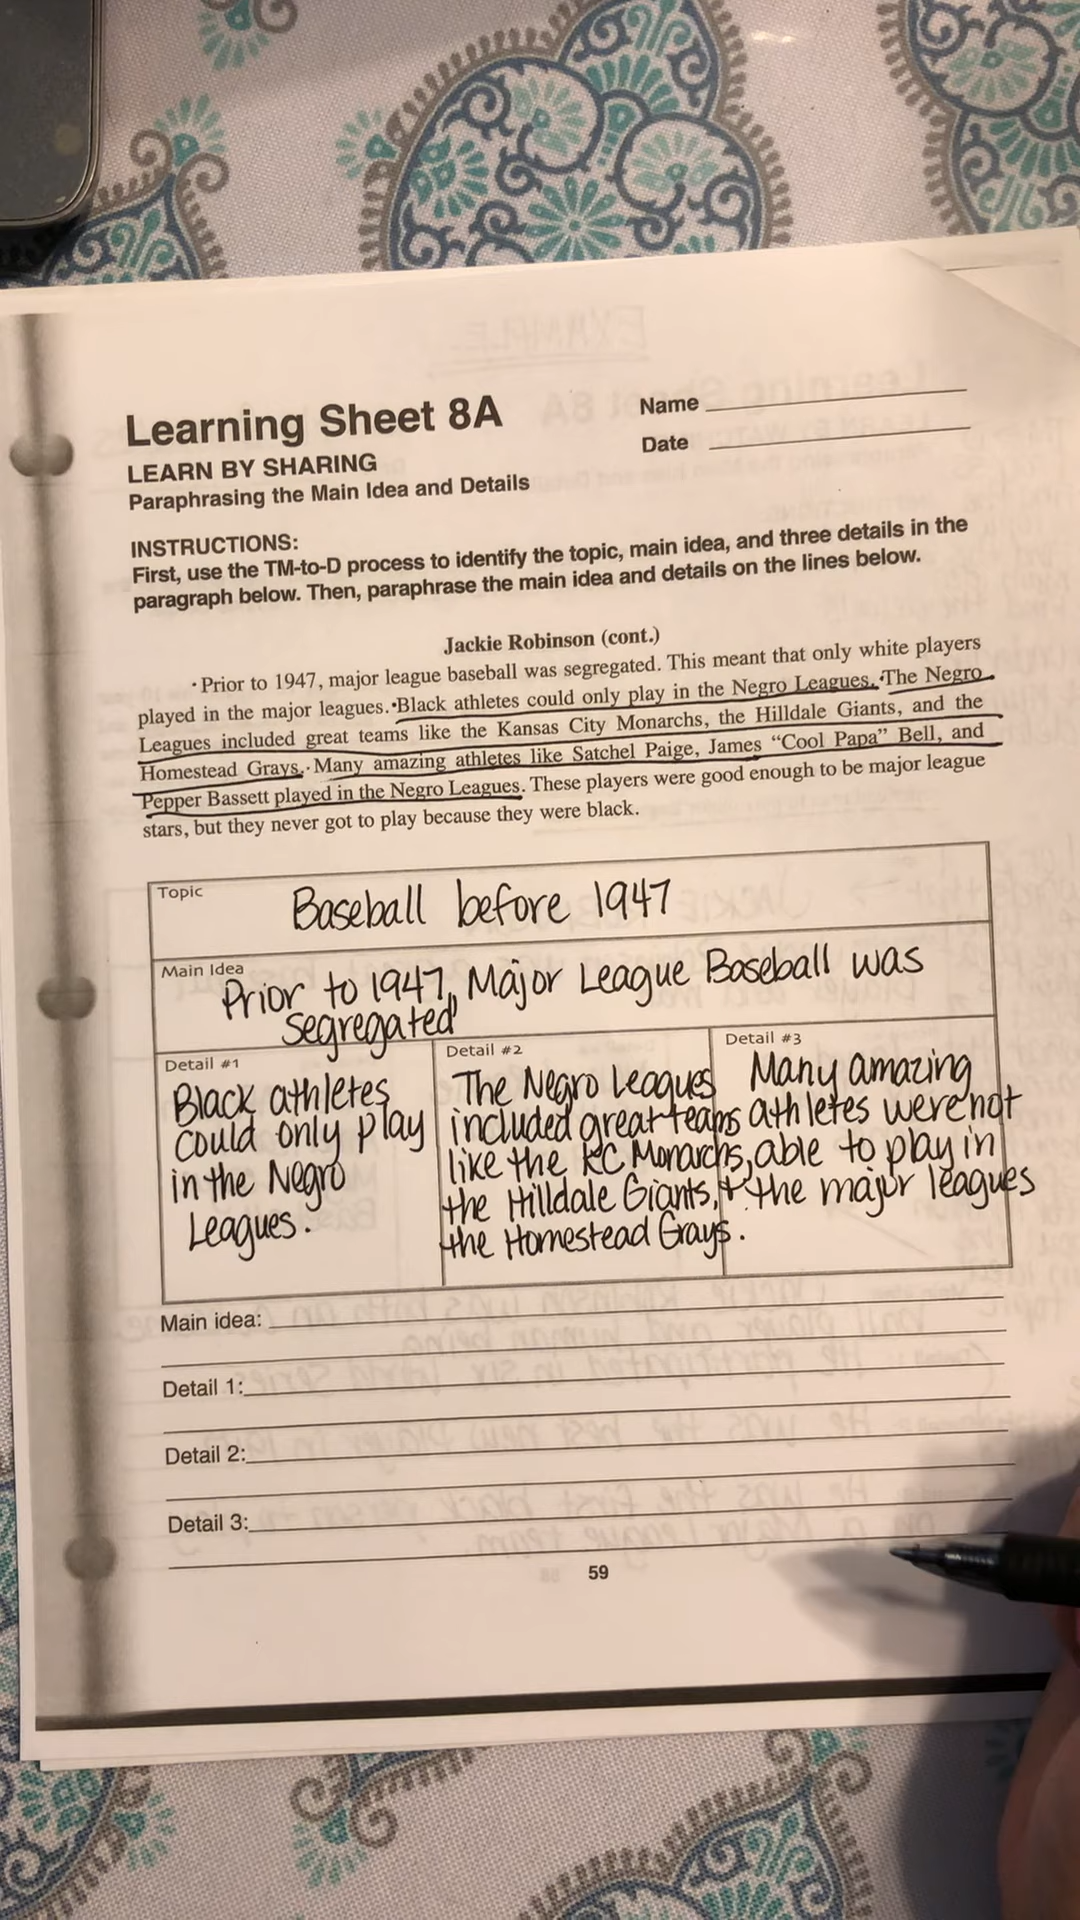 Learning Sheet 8A
Name
Date
LEARN BY SHARING
Paraphrasing the Main Idea and Details
INSTRUCTIONS:
First, use the TM-to-D process to identify the topic, main idea, and three details in the
paragraph below. Then, paraphrase the main idea and details on the lines below.
Jackie Robinson (cont.)
Prior to 1947, major league baseball was segregated. This meant that only white players
played in the major leagues. Black athletes could only play in the Negro Leagues. The Negro
Leagues included great teams like the Kansas City Monarchs, the Hilldale Giants, and the
Homestead Grays. Many amazing athletes like Satchel Paige, James “Cool Papa” Bell, and
Pepper Bassett played in the Negro Leagues. These players were good enough to be major league
stars, but they never got to play because they were black.
Topic
Baseball before 1947
Main Idea
Prior to 1947, Major League Baseball was
segregated
Detail #1
Black athletes
could only play
in the Negro
Leagues.
Detail #2
The Negro Leagues
included great teams
like the KC Monarchs,
the Hilldale Giants, +
the Homestead Grays.
Detail #3
Many amazing
athletes were not
able to play in
the major leagues
Main idea:
Detail 1:
Detail 2:
Detail 3:
59